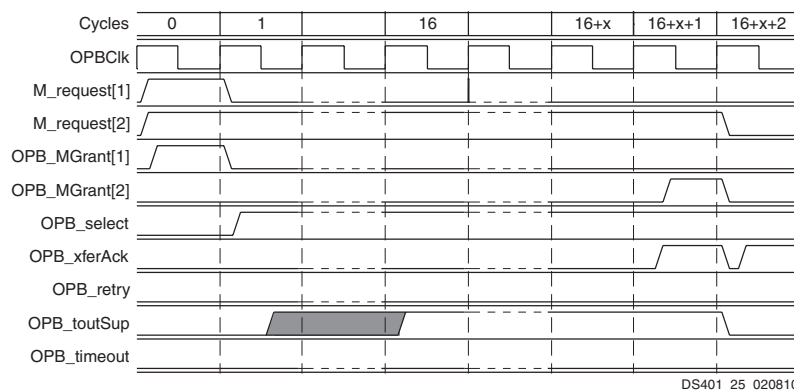 Cycles 0 1 16 16+x 16+x+1 16+x+2
OPBClk
M_request[1]
M_request[2]
OPB_MGrant[1]
OPB_MGrant[2]
OPB_select
OPB_xferAck
OPB_retry
OPB_toutSup
OPB_timeout
DS401_25_020810